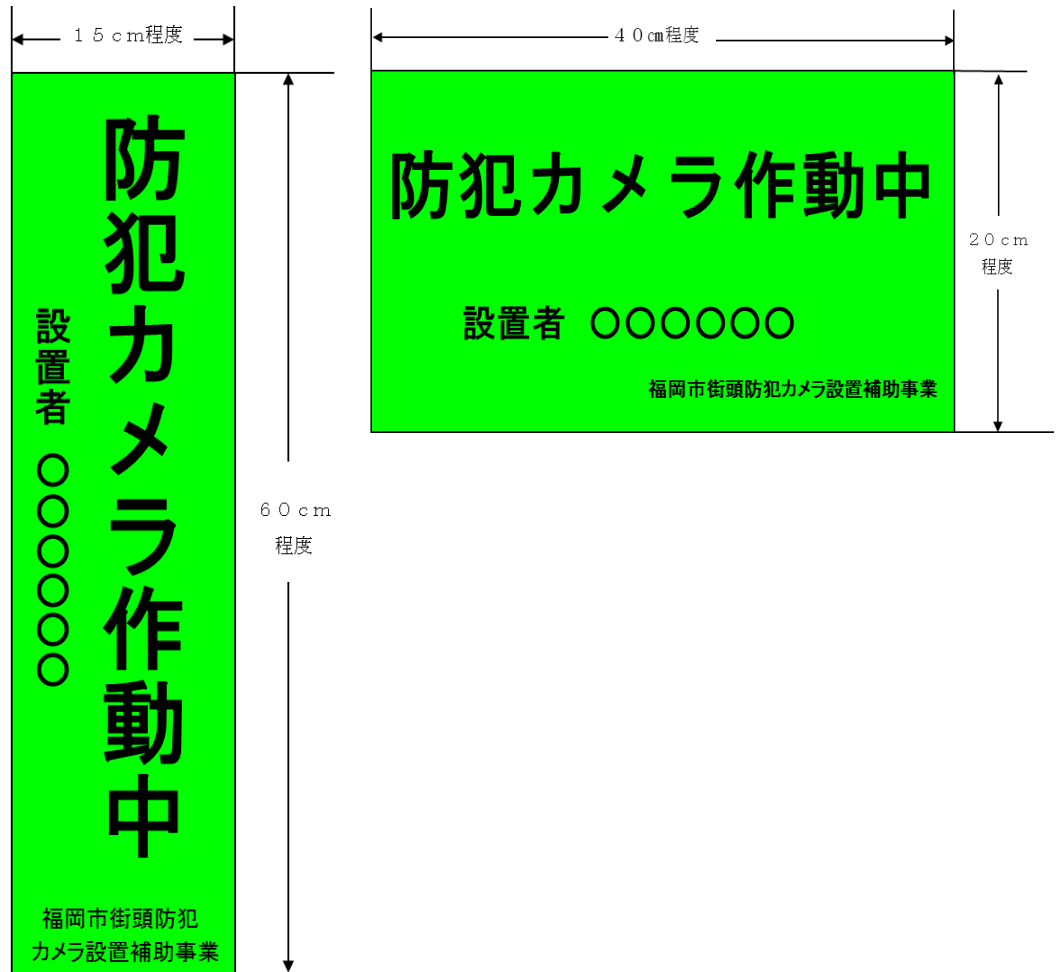 １５ｃｍ程度
防犯カメラ作動中
設置者 ○○○○○○
福岡市街頭防犯
カメラ設置補助事業
６０ｃｍ
程度
４０㎝程度
防犯カメラ作動中
設置者 ○○○○○○
福岡市街頭防犯カメラ設置補助事業
２０ｃｍ
程度